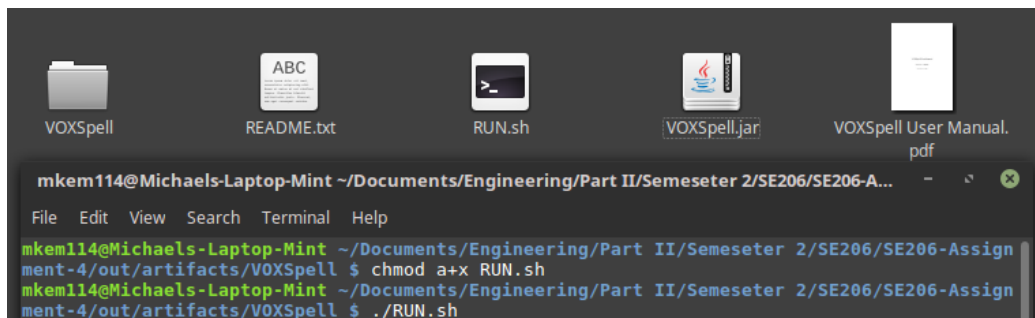 ABC
>_
VOXSpell
README.txt
RUN.sh
VOXSpell.jar
VOXSpell User Manual.
pdf
mkem114@Michaels-Laptop-Mint ~/Documents/Engineering/Part II/Semeseter 2/SE206/SE206-A...
File Edit View Search Terminal Help
mkem114@Michaels-Laptop-Mint ~/Documents/Engineering/Part II/Semeseter 2/SE206/SE206-Assign
ment-4/out/artifacts/VOXSpell $ chmod a+x RUN.sh
mkem114@Michaels-Laptop-Mint ~/Documents/Engineering/Part II/Semeseter 2/SE206/SE206-Assign
ment-4/out/artifacts/VOXSpell $ ./RUN.sh